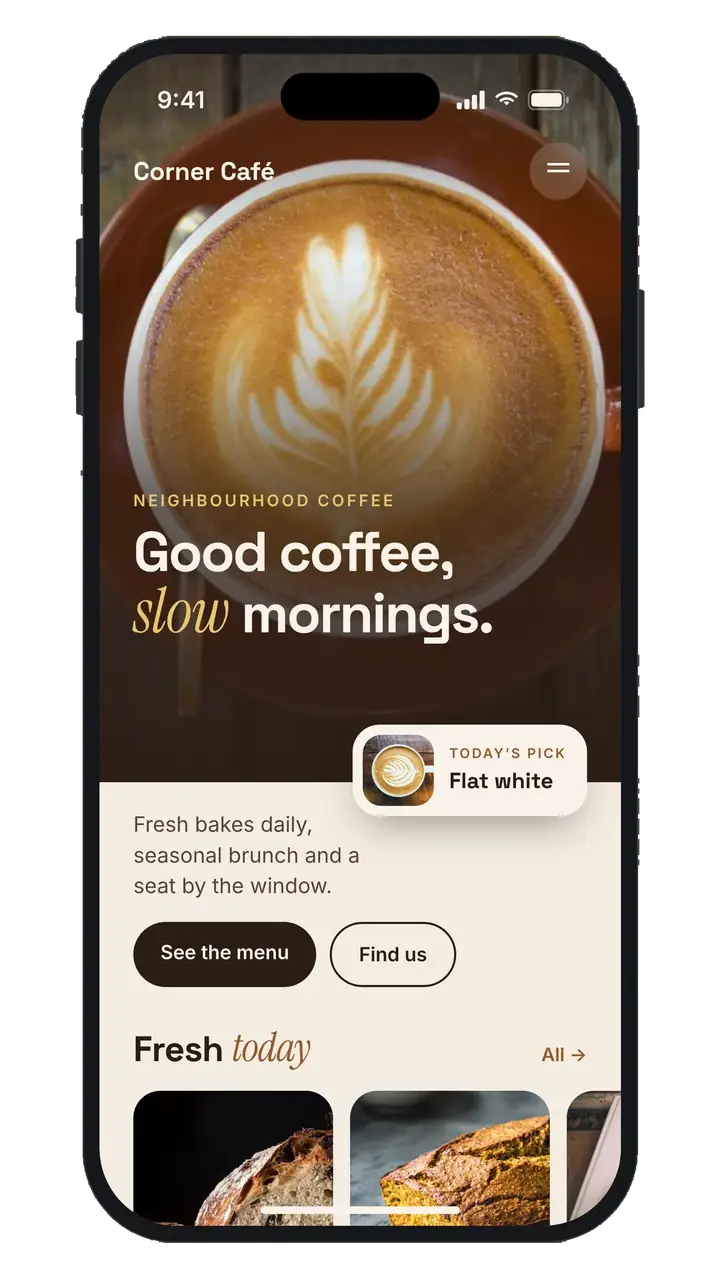 9:41
Corner Café
NEIGHBOURHOOD COFFEE
Good coffee,
slow mornings.
TODAY’S PICK
Flat white
Fresh bakes daily,
seasonal brunch and a
seat by the window.
See the menu
Find us
Fresh today
All →